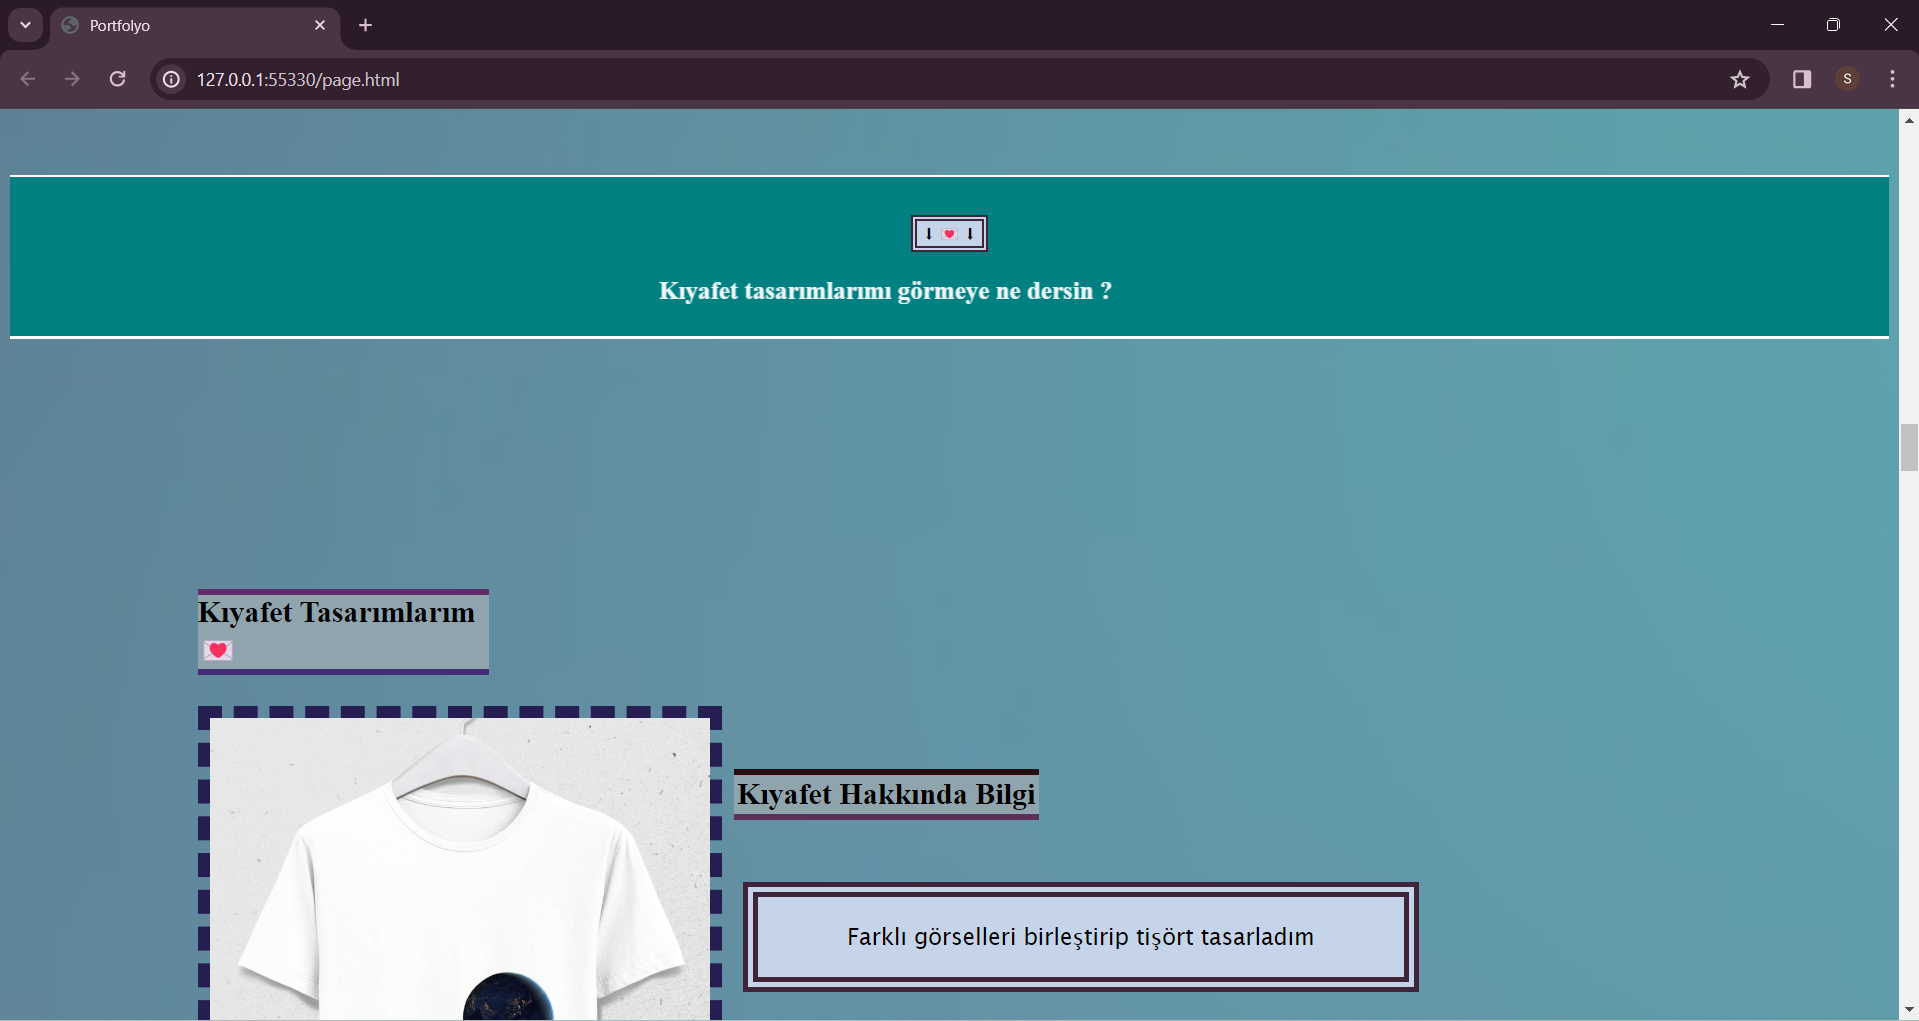 Portfolyo
127.0.0.1:55330/page.html
S
⬇ 💌 ⬇
Kıyafet tasarımlarımı görmeye ne dersin ?
Kıyafet Tasarımlarım
💌
Kıyafet Hakkında Bilgi
Farklı görselleri birleştirip tişört tasarladım